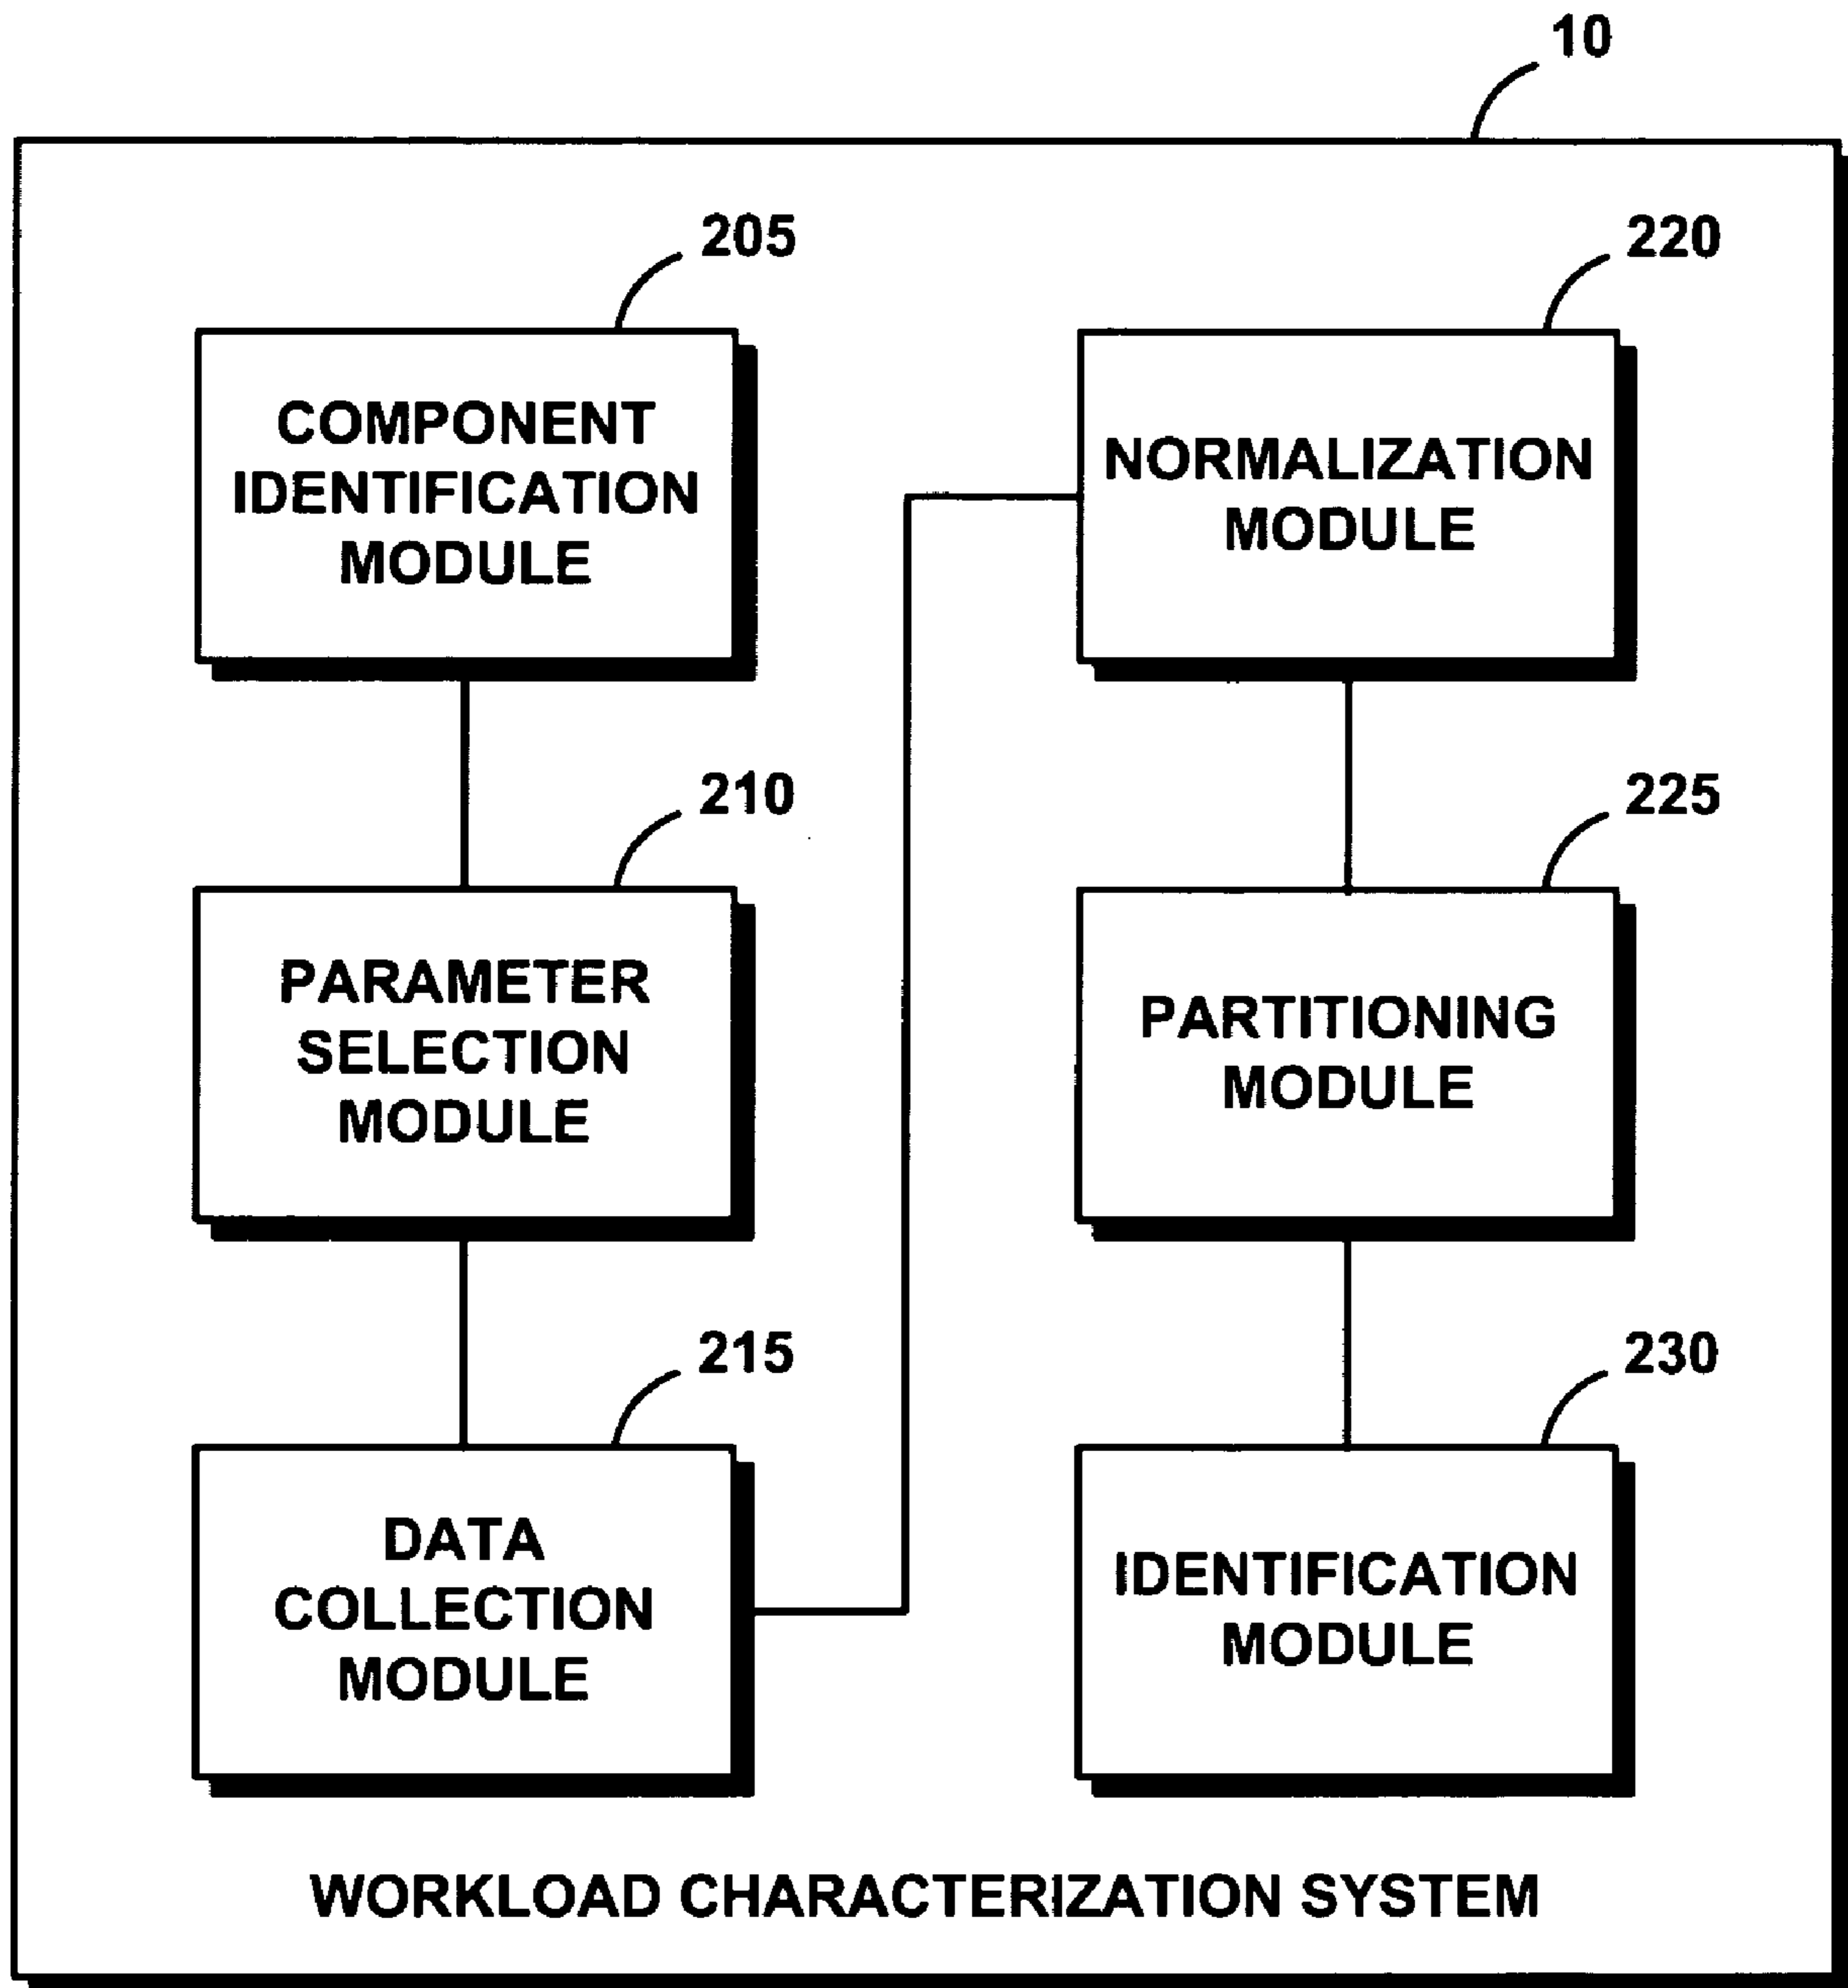 10
205
COMPONENT
IDENTIFICATION
MODULE
210
PARAMETER
SELECTION
MODULE
215
DATA
COLLECTION
MODULE
220
NORMALIZATION
MODULE
225
PARTITIONING
MODULE
230
IDENTIFICATION
MODULE
WORKLOAD CHARACTERIZATION SYSTEM